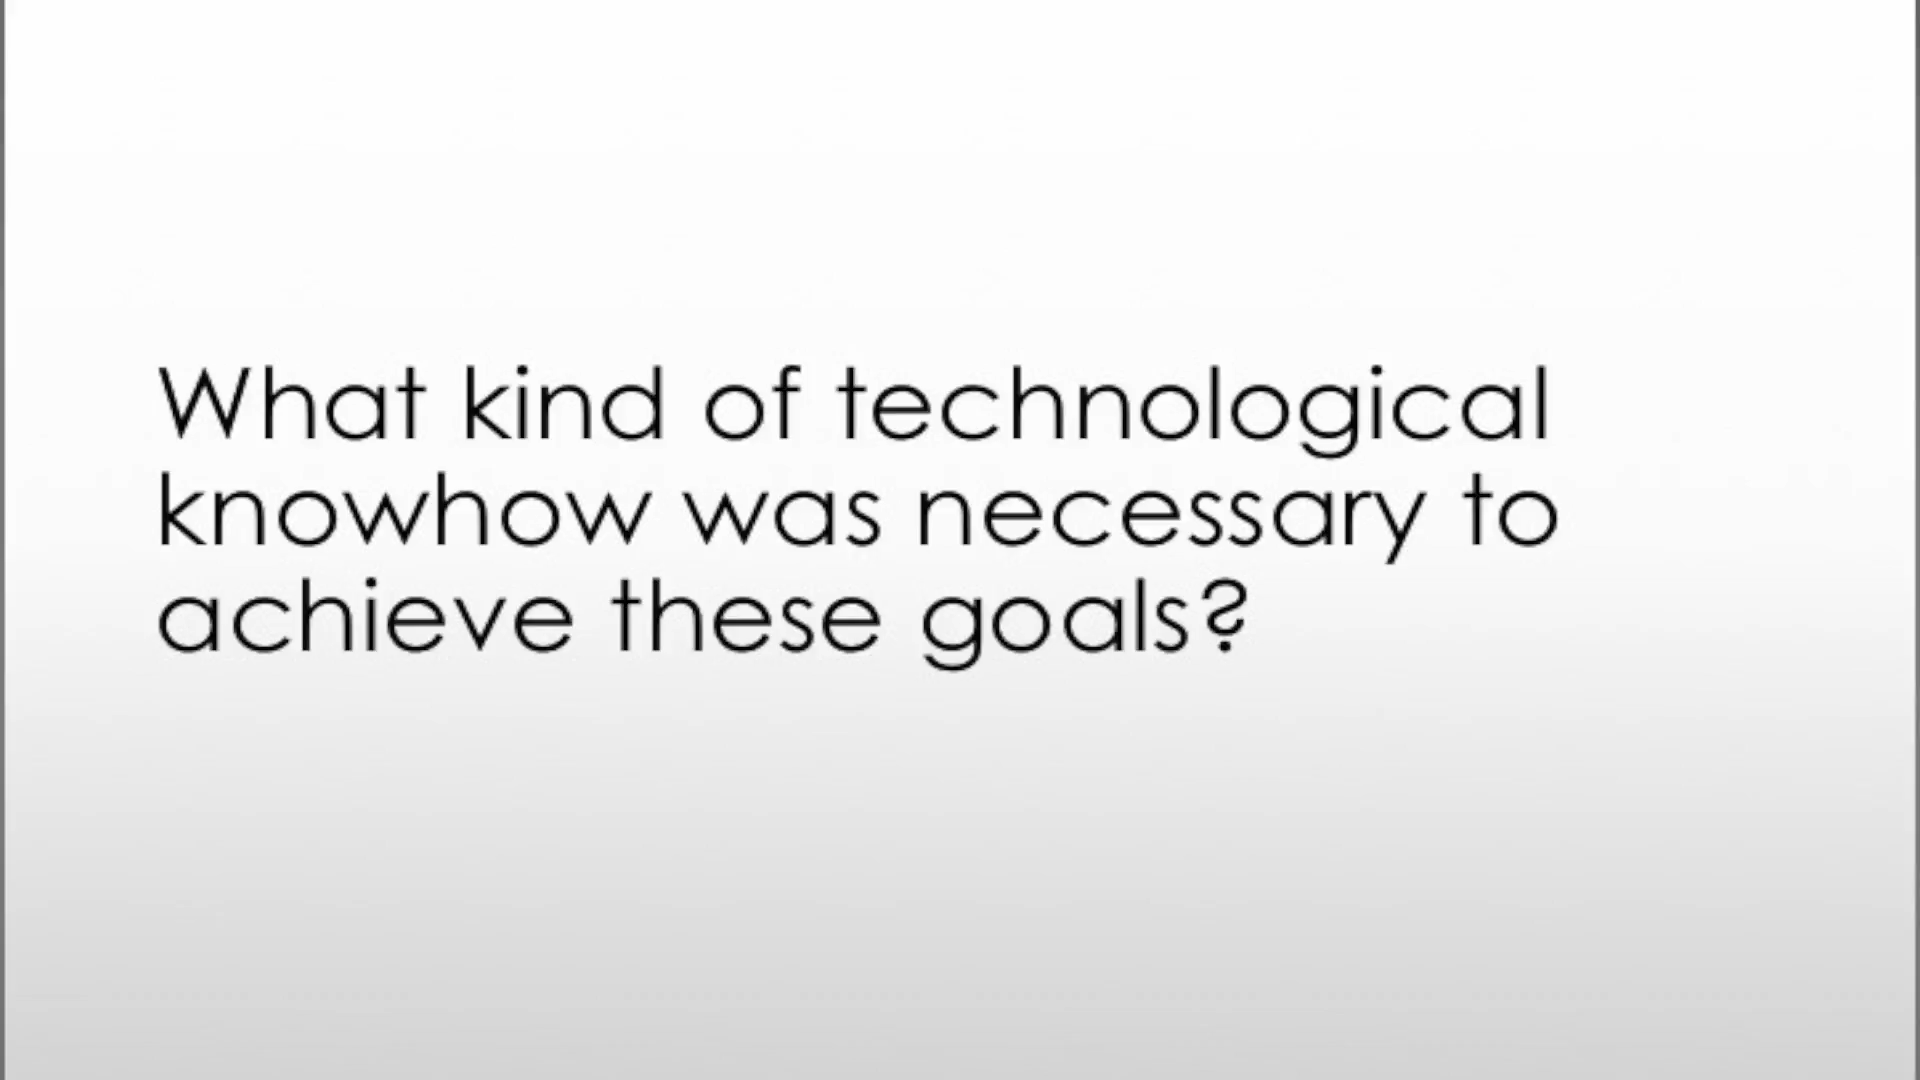 What kind of technological
knowhow was necessary to
achieve these goals?